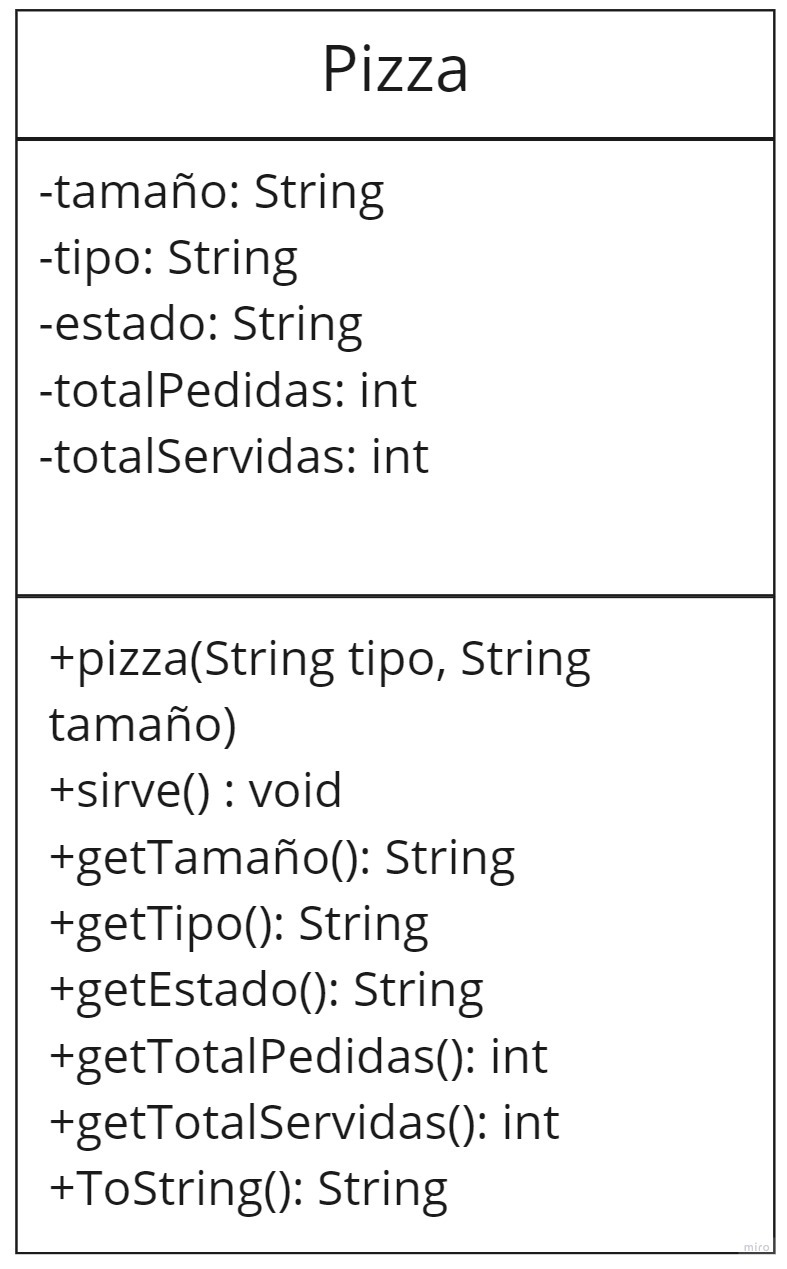 Pizza
-tamaño: String
-tipo: String
-estado: String
-totalPedidas: int
-totalServidas: int
+pizza(String tipo, String
tamaño)
+sirve() : void
+getTamaño(): String
+getTipo(): String
+getEstado(): String
+getTotalPedidas(): int
+getTotalServidas(): int
+ToString(): String
miro